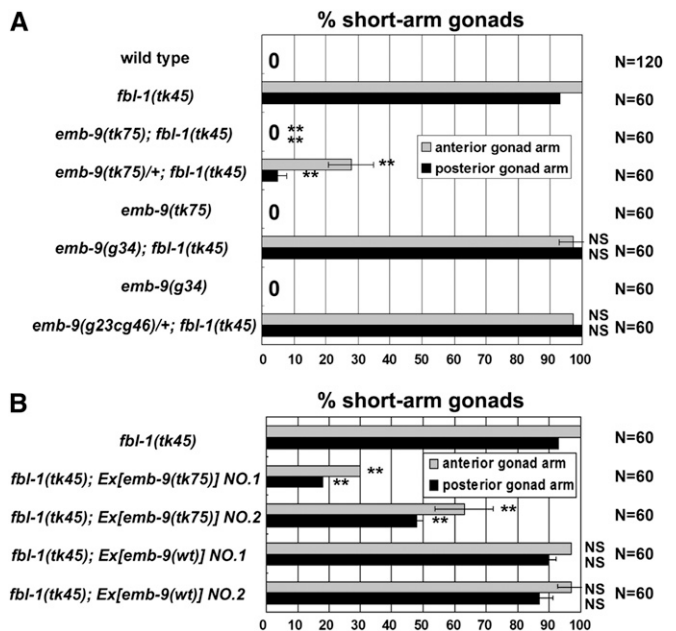 A
% short-arm gonads
wild type 0 N=120
fbl-1(tk45) N=60
emb-9(tk75); fbl-1(tk45) 0 ** ** N=60
anterior gonad arm
posterior gonad arm
emb-9(tk75)/+; fbl-1(tk45) ** ** N=60
emb-9(tk75) 0 N=60
emb-9(g34); fbl-1(tk45) NS NS N=60
emb-9(g34) 0 N=60
emb-9(g23cg46)/+; fbl-1(tk45) NS NS N=60
0 10 20 30 40 50 60 70 80 90 100
B
% short-arm gonads
fbl-1(tk45) N=60
anterior gonad arm
posterior gonad arm
fbl-1(tk45); Ex[emb-9(tk75)] NO.1 ** ** N=60
fbl-1(tk45); Ex[emb-9(tk75)] NO.2 ** ** N=60
fbl-1(tk45); Ex[emb-9(wt)] NO.1 NS NS N=60
fbl-1(tk45); Ex[emb-9(wt)] NO.2 NS NS N=60
0 10 20 30 40 50 60 70 80 90 100